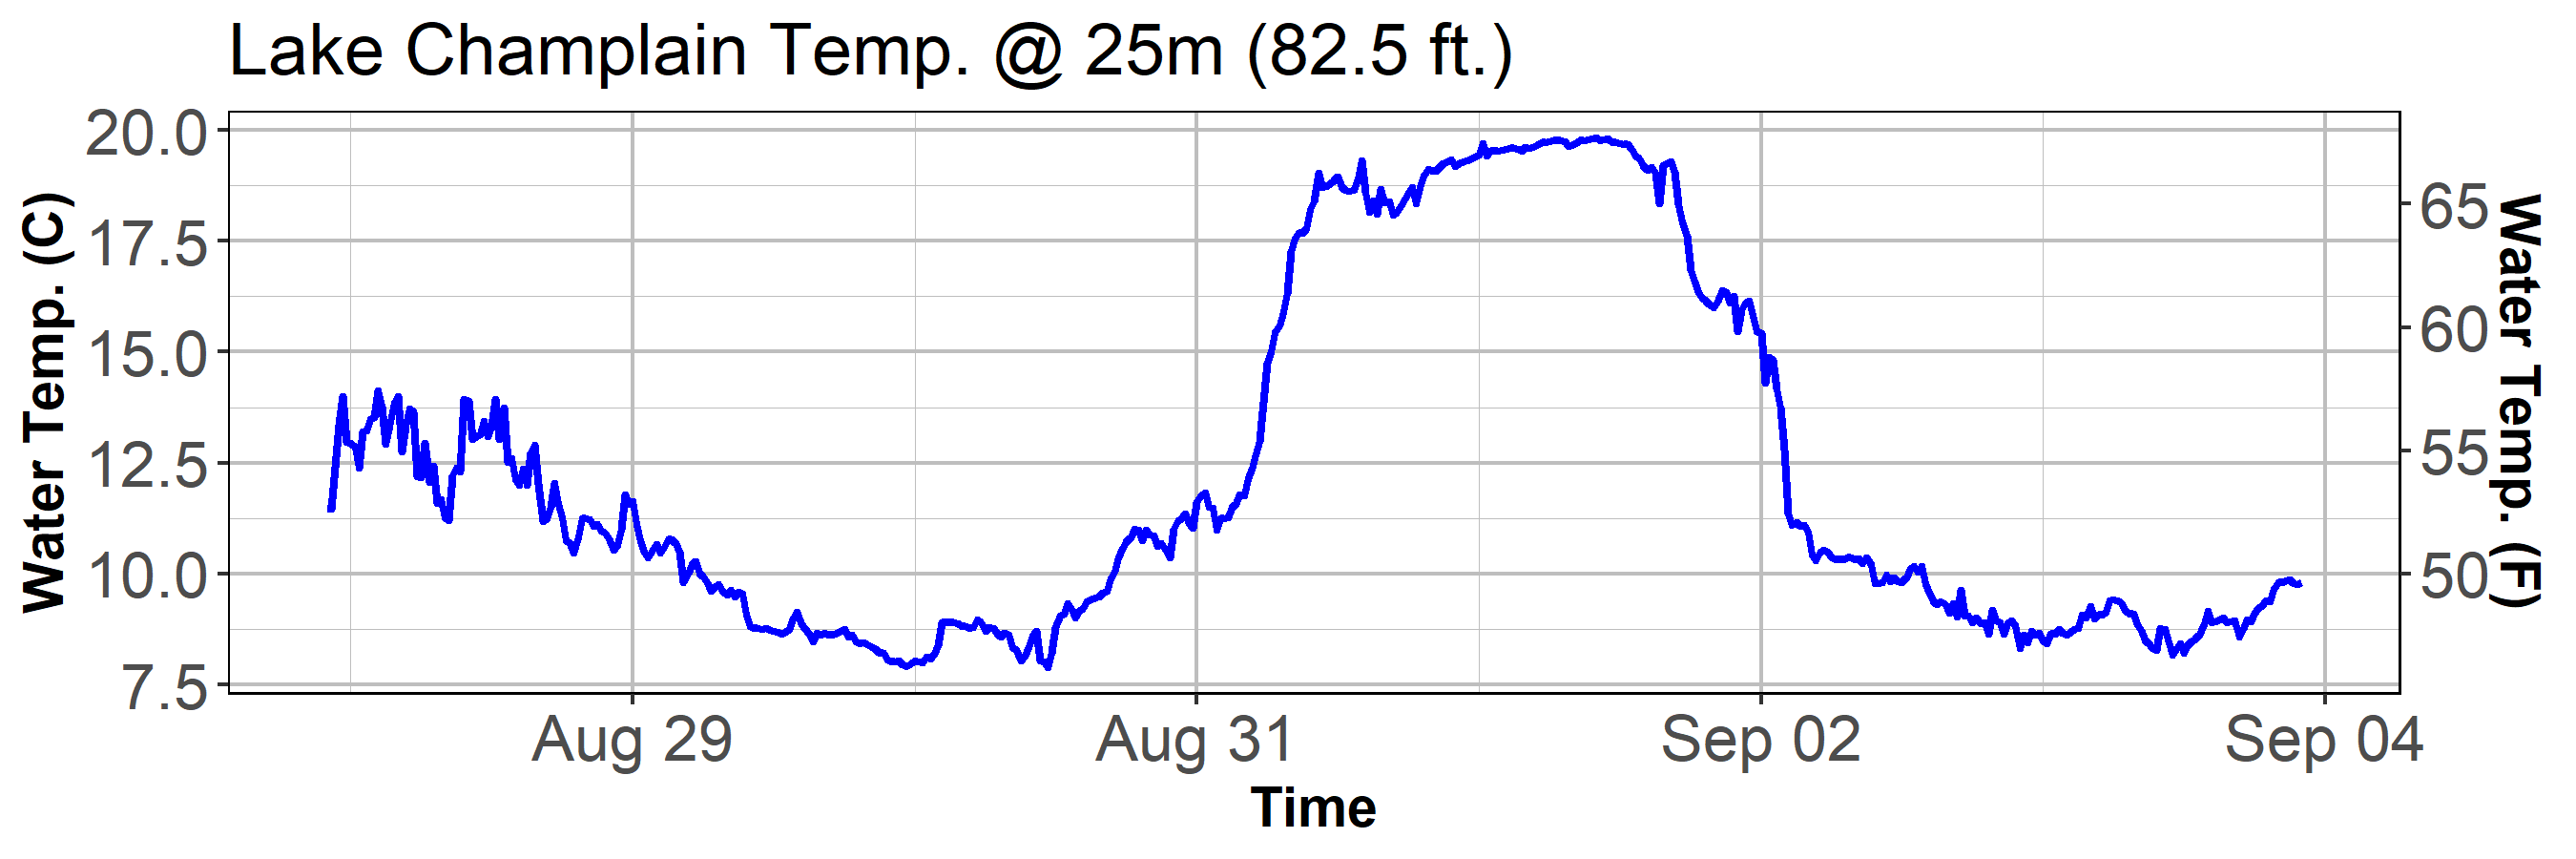 Lake Champlain Temp. @ 25m (82.5 ft.)
Water Temp. (C)
20.0
17.5
15.0
12.5
10.0
7.5
65
60
55
50
Water Temp. (F)
Aug 29
Aug 31
Sep 02
Sep 04
Time